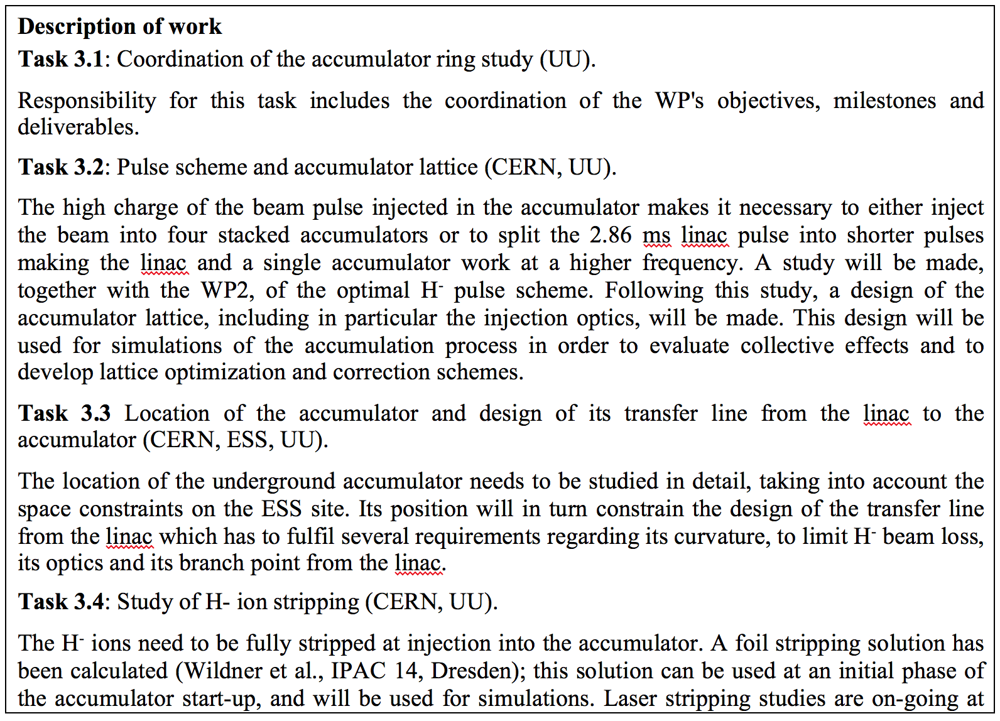 Description of work
Task 3.1: Coordination of the accumulator ring study (UU).
Responsibility for this task includes the coordination of the WP's objectives, milestones and
deliverables.
Task 3.2: Pulse scheme and accumulator lattice (CERN, UU).
The high charge of the beam pulse injected in the accumulator makes it necessary to either inject
the beam into four stacked accumulators or to split the 2.86 ms linac pulse into shorter pulses
making the linac and a single accumulator work at a higher frequency. A study will be made,
together with the WP2, of the optimal H⁻ pulse scheme. Following this study, a design of the
accumulator lattice, including in particular the injection optics, will be made. This design will be
used for simulations of the accumulation process in order to evaluate collective effects and to
develop lattice optimization and correction schemes.
Task 3.3 Location of the accumulator and design of its transfer line from the linac to the
accumulator (CERN, ESS, UU).
The location of the underground accumulator needs to be studied in detail, taking into account the
space constraints on the ESS site. Its position will in turn constrain the design of the transfer line
from the linac which has to fulfil several requirements regarding its curvature, to limit H⁻ beam loss,
its optics and its branch point from the linac.
Task 3.4: Study of H- ion stripping (CERN, UU).
The H⁻ ions need to be fully stripped at injection into the accumulator. A foil stripping solution has
been calculated (Wildner et al., IPAC 14, Dresden); this solution can be used at an initial phase of
the accumulator start-up, and will be used for simulations. Laser stripping studies are on-going at